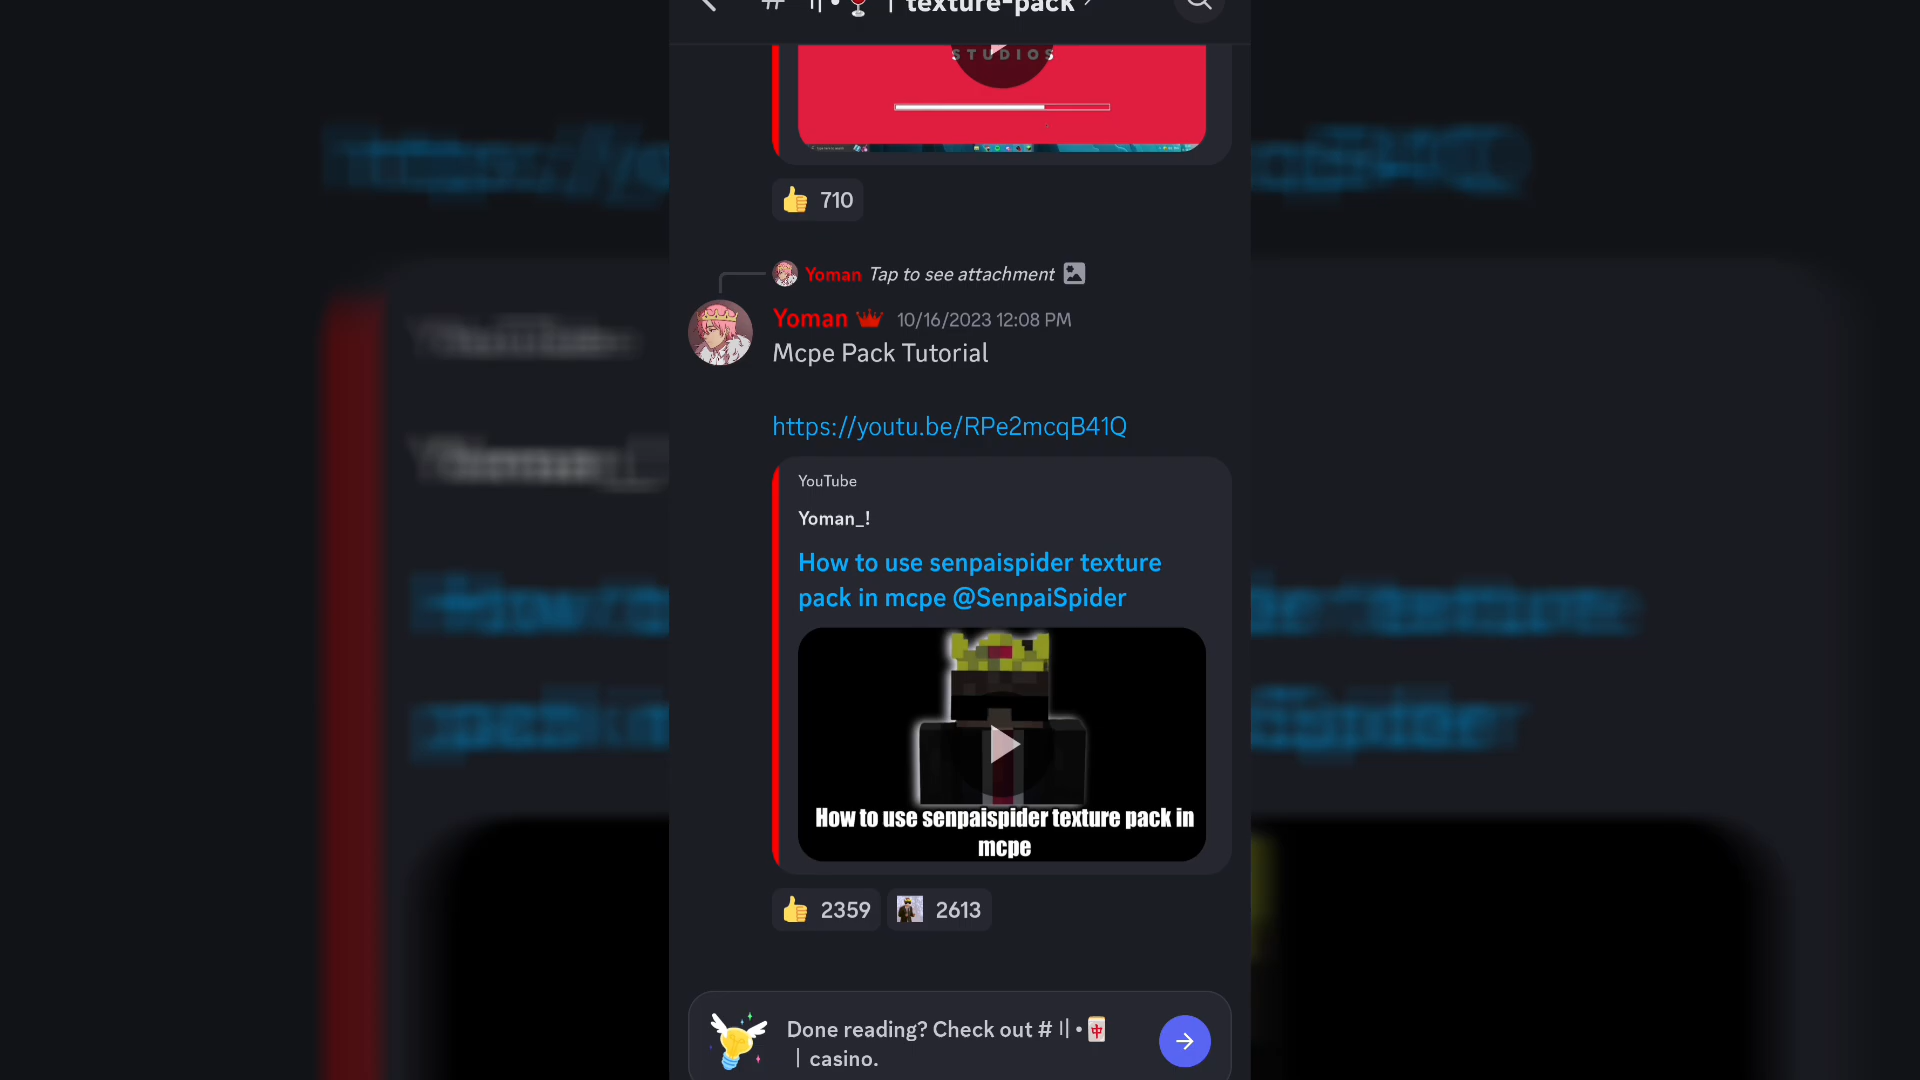 # || • 🍷 | texture-pack
STUDIOS
👍 710
Yoman Tap to see attachment
Yoman 10/16/2023 12:08 PM
Mcpe Pack Tutorial
https://youtu.be/RPe2mcqB41Q
YouTube
Yoman_!
How to use senpaispider texture
pack in mcpe @SenpaiSpider
How to use senpaispider texture pack in
mcpe
👍 2359 2613
Done reading? Check out # || • 🀄
| casino.